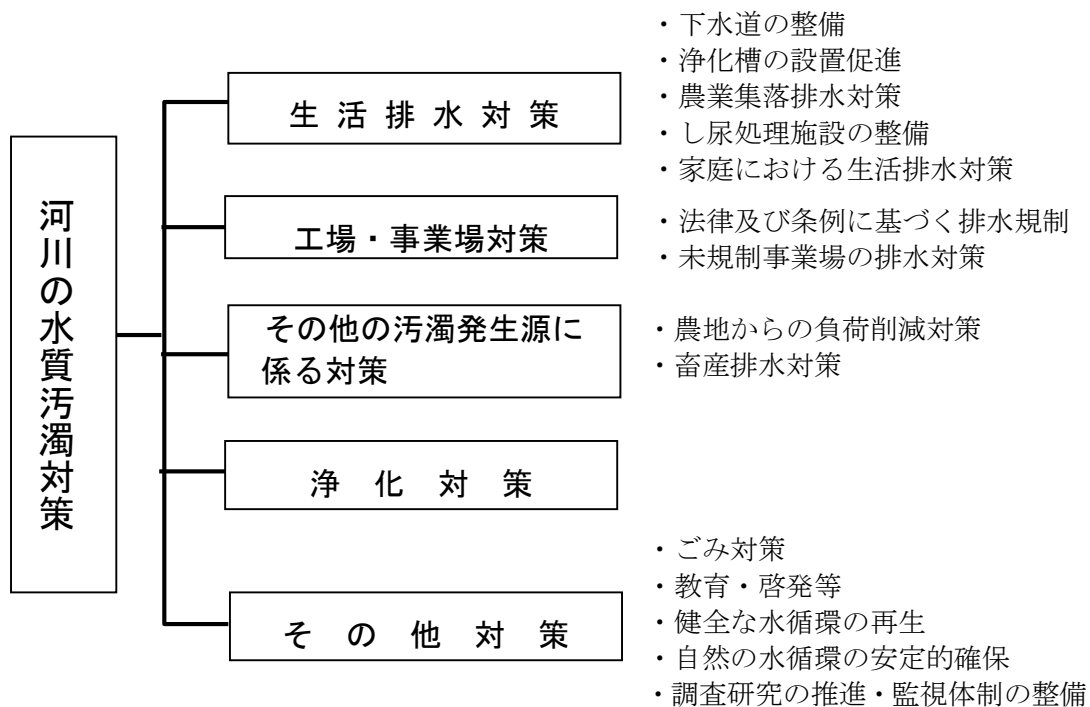 河川の水質汚濁対策
生活排水対策
・下水道の整備
・浄化槽の設置促進
・農業集落排水対策
・し尿処理施設の整備
・家庭における生活排水対策
工場・事業場対策
・法律及び条例に基づく排水規制
・未規制事業場の排水対策
その他の汚濁発生源に
係る対策
・農地からの負荷削減対策
・畜産排水対策
浄化対策
その他対策
・ごみ対策
・教育・啓発等
・健全な水循環の再生
・自然の水循環の安定的確保
・調査研究の推進・監視体制の整備